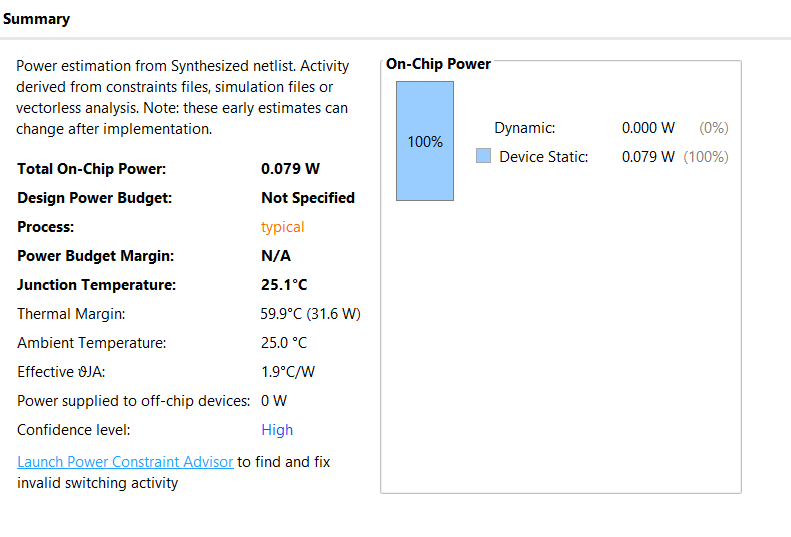 Summary
Power estimation from Synthesized netlist. Activity
derived from constraints files, simulation files or
vectorless analysis. Note: these early estimates can
change after implementation.
Total On-Chip Power: 0.079 W
Design Power Budget: Not Specified
Process: typical
Power Budget Margin: N/A
Junction Temperature: 25.1°C
Thermal Margin: 59.9°C (31.6 W)
Ambient Temperature: 25.0 °C
Effective ϑJA: 1.9°C/W
Power supplied to off-chip devices: 0 W
Confidence level: High
Launch Power Constraint Advisor to find and fix
invalid switching activity
On-Chip Power
100%
Dynamic: 0.000 W (0%)
Device Static: 0.079 W (100%)